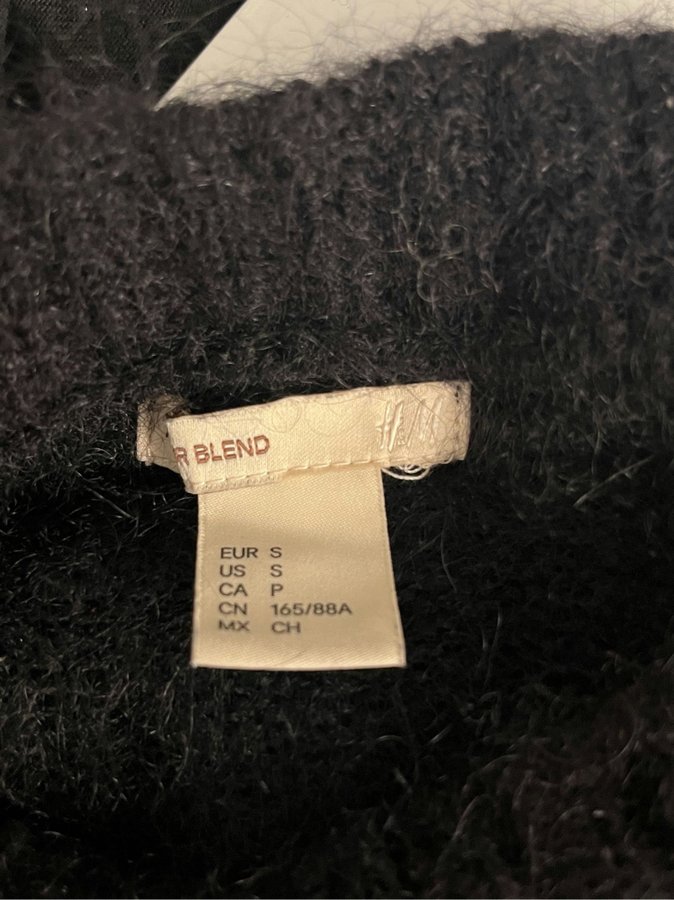 R BLEND
H&M
EUR S
US S
CA P
CN 165/88A
MX CH